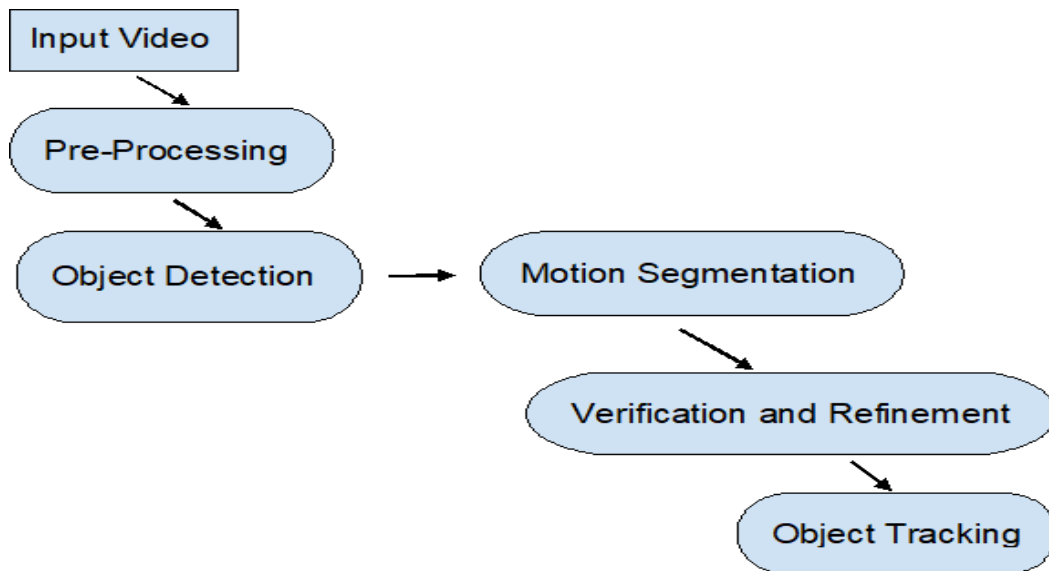 Input Video
Pre-Processing
Object Detection
Motion Segmentation
Verification and Refinement
Object Tracking